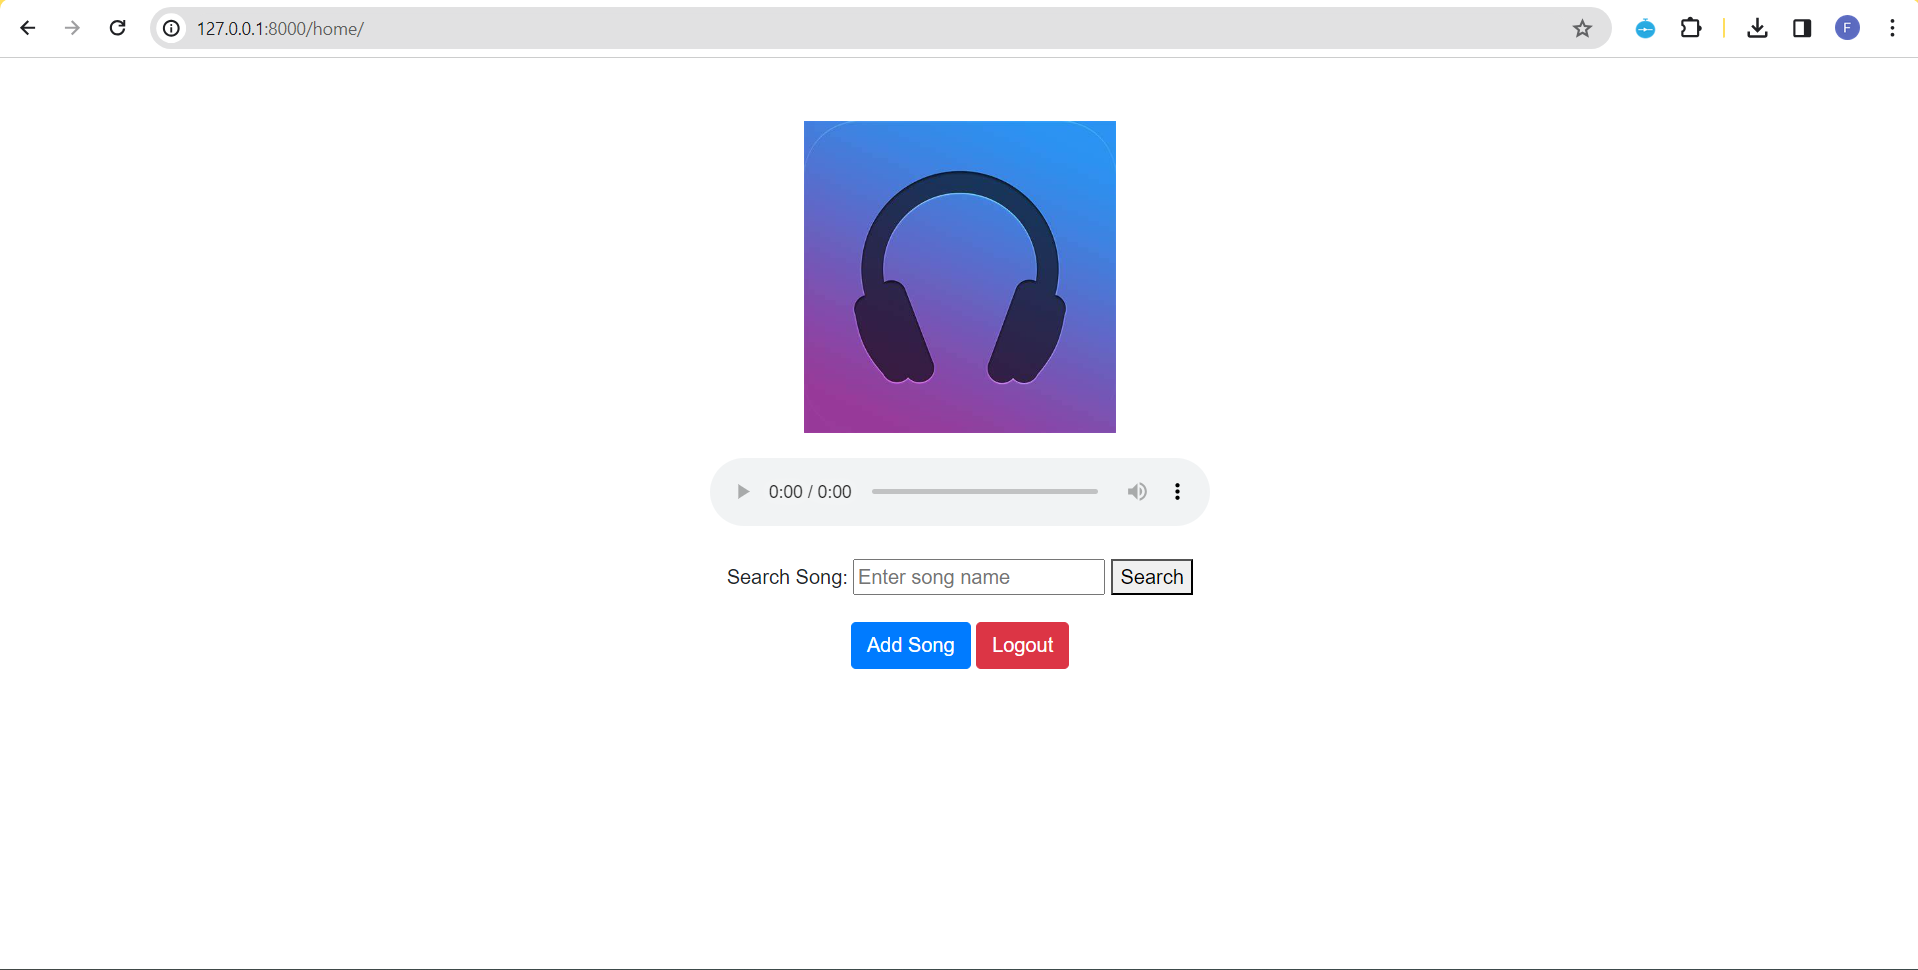 127.0.0.1:8000/home/
F
0:00 / 0:00
Search Song: Enter song name Search
Add Song Logout